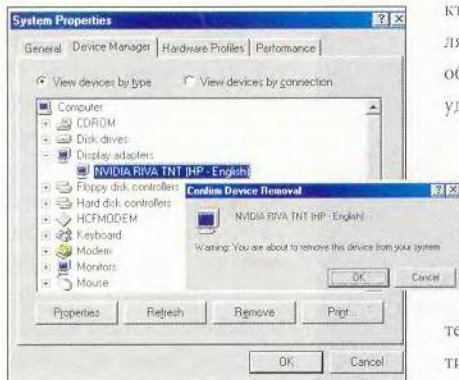 System Properties
General Device Manager Hardware Profiles Performance
View devices by type View devices by connection
Computer
CDROM
Disk drives
Display adapters
NVIDIA RIVA TNT (HP - English)
Floppy disk controllers
Hard disk controllers
HCFMODEM
Keyboard
Modem
Monitors
Mouse
Properties Refresh Remove Print...
OK Cancel
Confirm Device Removal
NVIDIA RIVA TNT (HP - English)
Warning: You are about to remove this device from your system.
OK Cancel
кт
ля
об
уд
те
ти